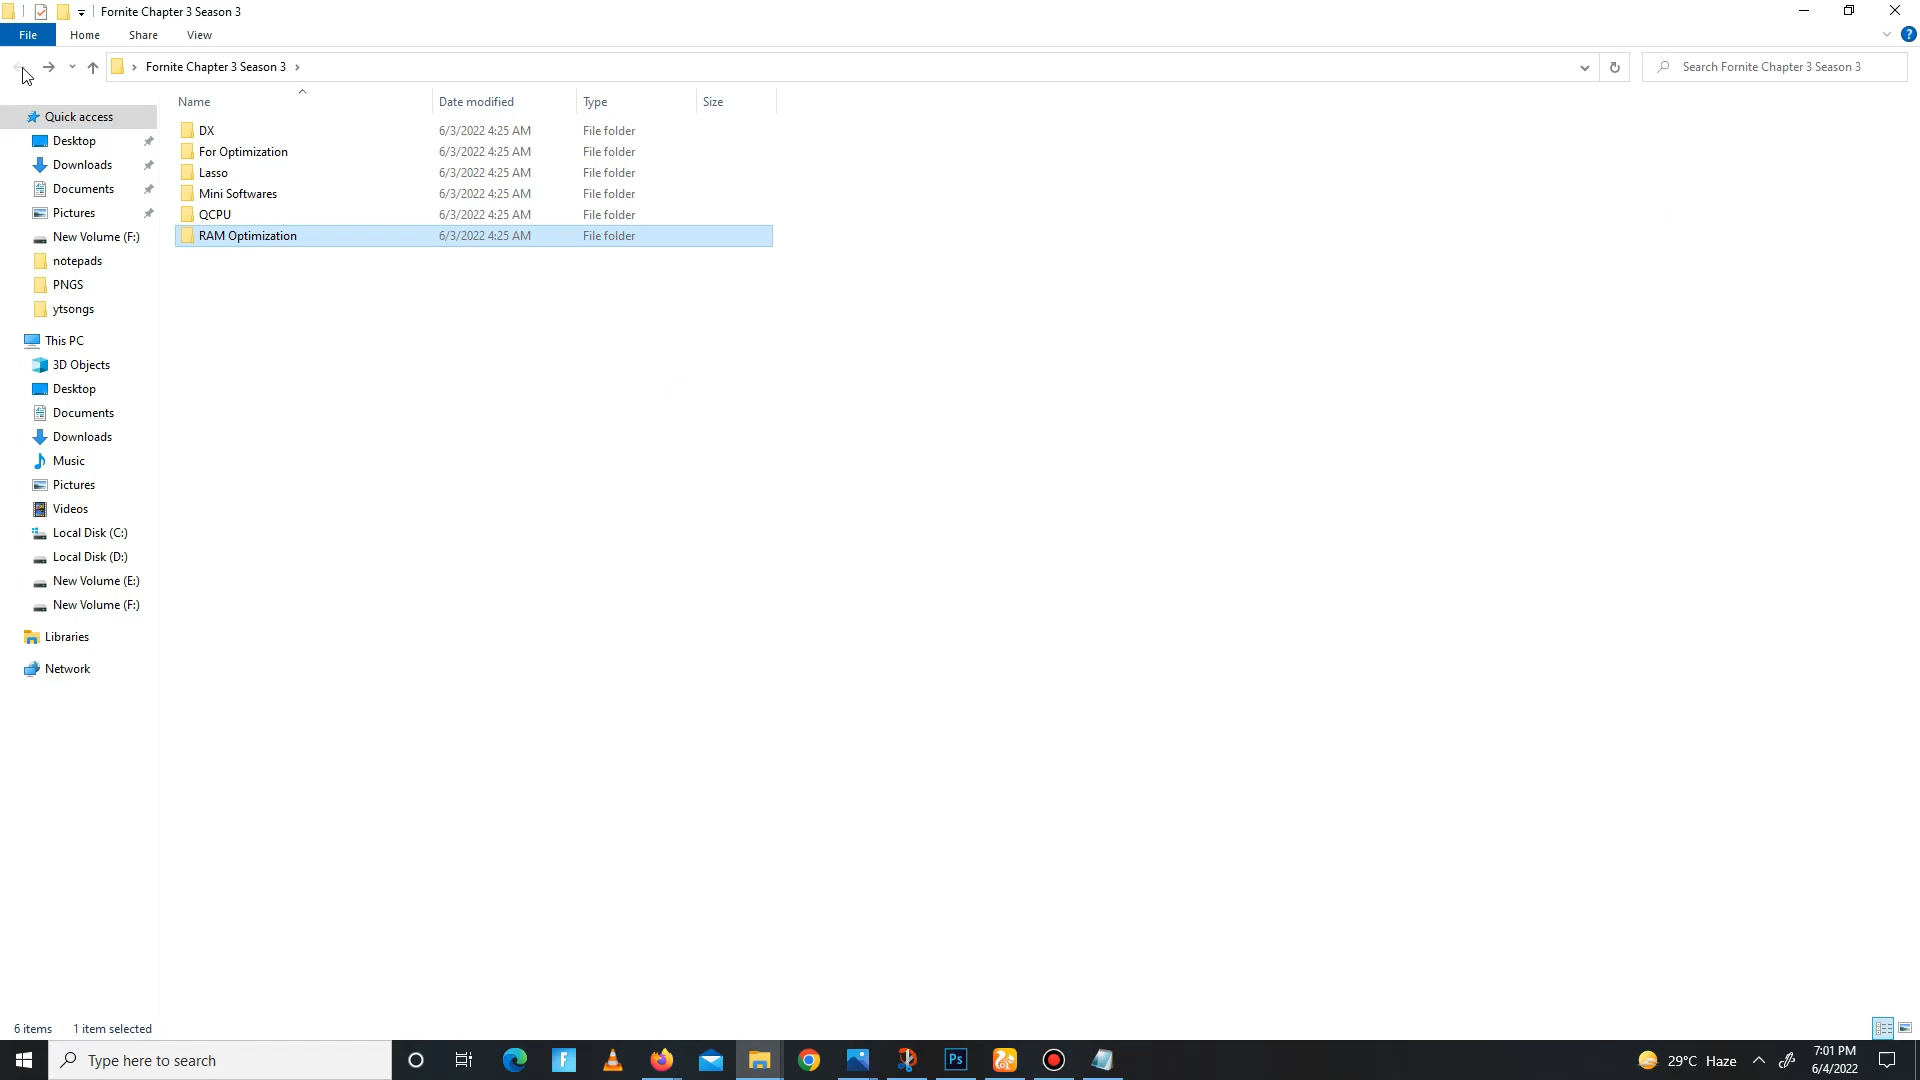 Fornite Chapter 3 Season 3
File Home Share View
Fornite Chapter 3 Season 3
Search Fornite Chapter 3 Season 3
Name Date modified Type Size
DX 6/3/2022 4:25 AM File folder
For Optimization 6/3/2022 4:25 AM File folder
Lasso 6/3/2022 4:25 AM File folder
Mini Softwares 6/3/2022 4:25 AM File folder
QCPU 6/3/2022 4:25 AM File folder
RAM Optimization 6/3/2022 4:25 AM File folder
Quick access
Desktop
Downloads
Documents
Pictures
New Volume (F:)
notepads
PNGS
ytsongs
This PC
3D Objects
Desktop
Documents
Downloads
Music
Pictures
Videos
Local Disk (C:)
Local Disk (D:)
New Volume (E:)
New Volume (F:)
Libraries
Network
6 items 1 item selected
Type here to search
Ps
29°C Haze
7:01 PM
6/4/2022